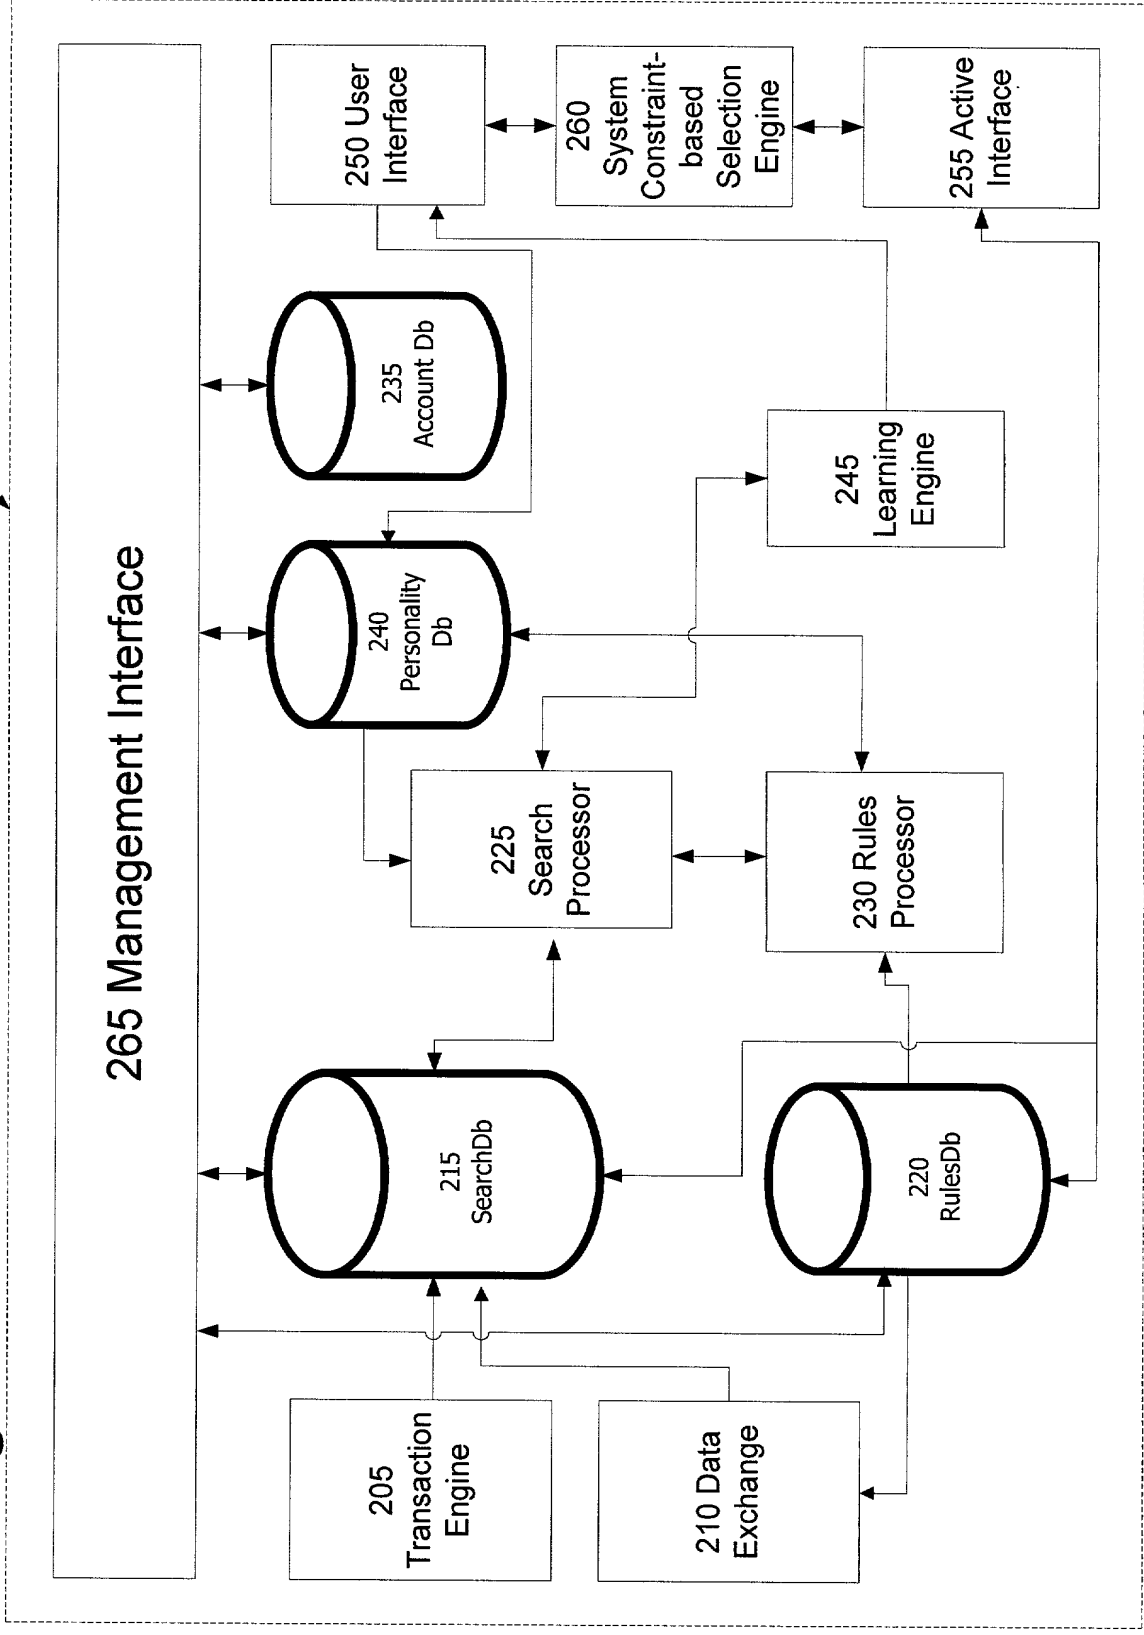 265 Management Interface
205
Transaction
Engine
210 Data
Exchange
215
SearchDb
220
RulesDb
225
Search
Processor
230 Rules
Processor
240
Personality
Db
235
Account Db
245
Learning
Engine
250 User
Interface
260
System
Constraint-
based
Selection
Engine
255 Active
Interface